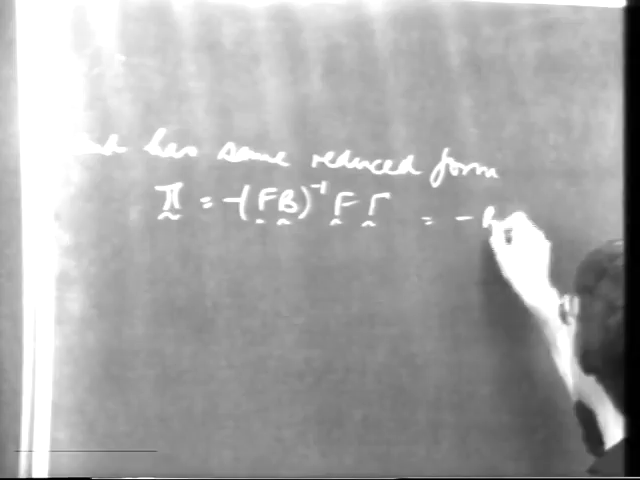 has same reduced form
Π = -(FB)⁻¹ F Γ = -